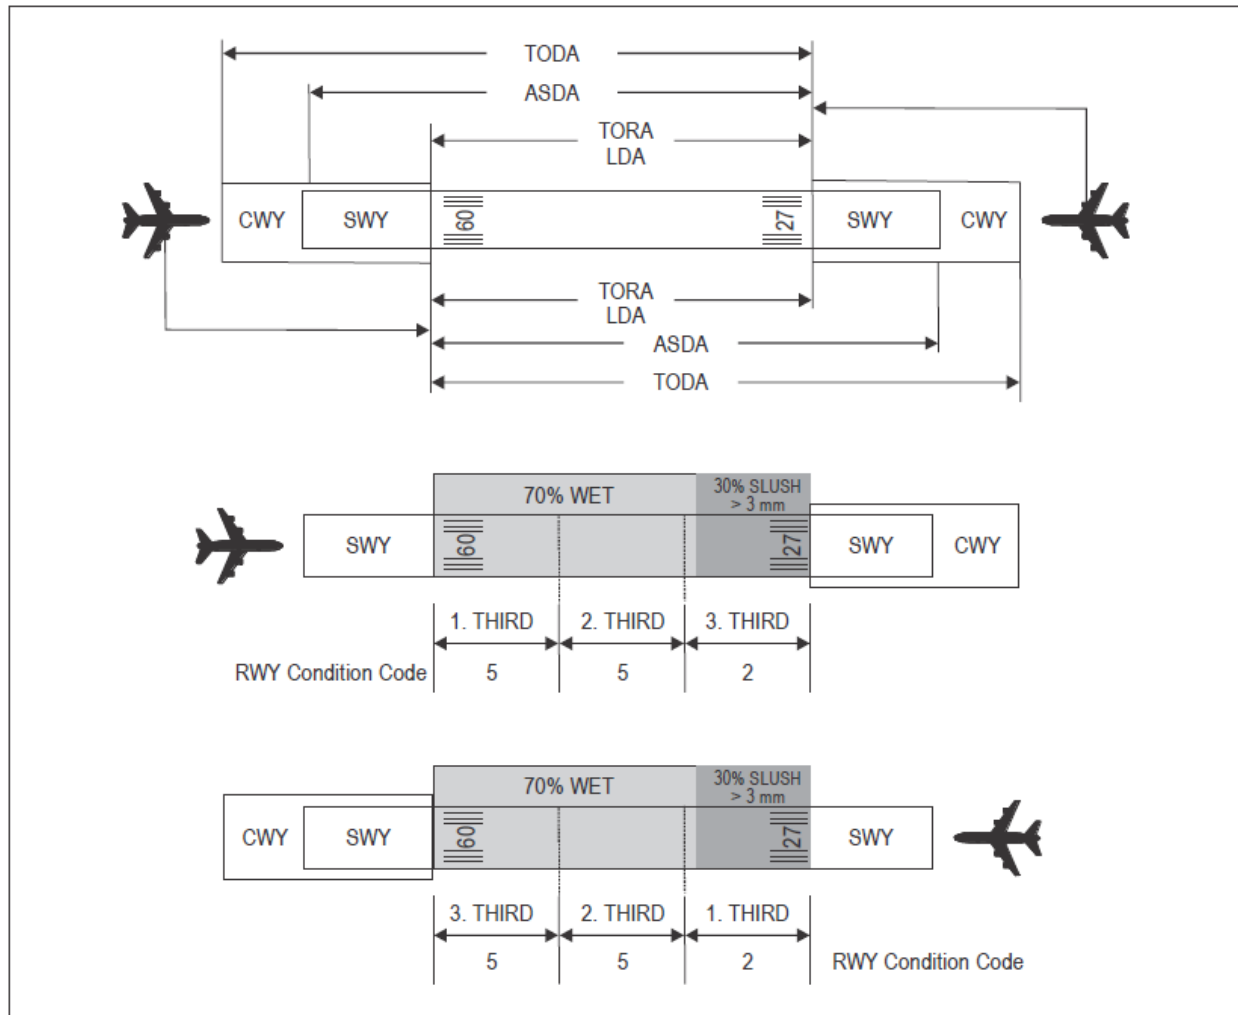 TODA
ASDA
TORA
LDA
CWY
SWY
09
27
SWY
CWY
TORA
LDA
ASDA
TODA
70% WET
30% SLUSH
> 3 mm
SWY
09
27
SWY
CWY
1. THIRD
2. THIRD
3. THIRD
RWY Condition Code
5
5
2
70% WET
30% SLUSH
> 3 mm
CWY
SWY
09
27
SWY
3. THIRD
2. THIRD
1. THIRD
5
5
2
RWY Condition Code